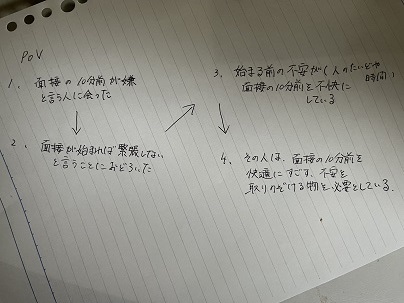 PoV
1. 面接の10分前が嫌
と言う人に会った
2. 面接が始まれば緊張しない
と言うことにおどろいた
3. 始まる前の不安が(人のたいどや時間)
面接の10分前を不快に
している
4. その人は、面接の10分前を
快適にすごす、不安を
取りのぞける物を必要としている.